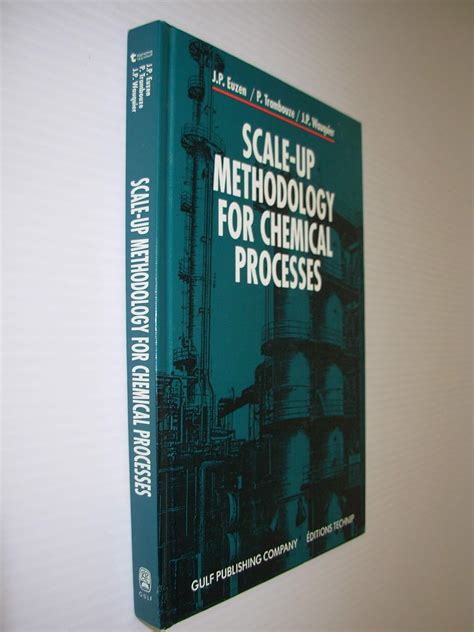 J.P. Euzen
P. Trambouze
J.P. Wauquier
SCALE-UP METHODOLOGY FOR CHEMICAL PROCESSES
GULF
J.P. Euzen / P. Trambouze / J.P. Wauquier
SCALE-UP
METHODOLOGY
FOR CHEMICAL
PROCESSES
GULF PUBLISHING COMPANY ÉDITIONS TECHNIP